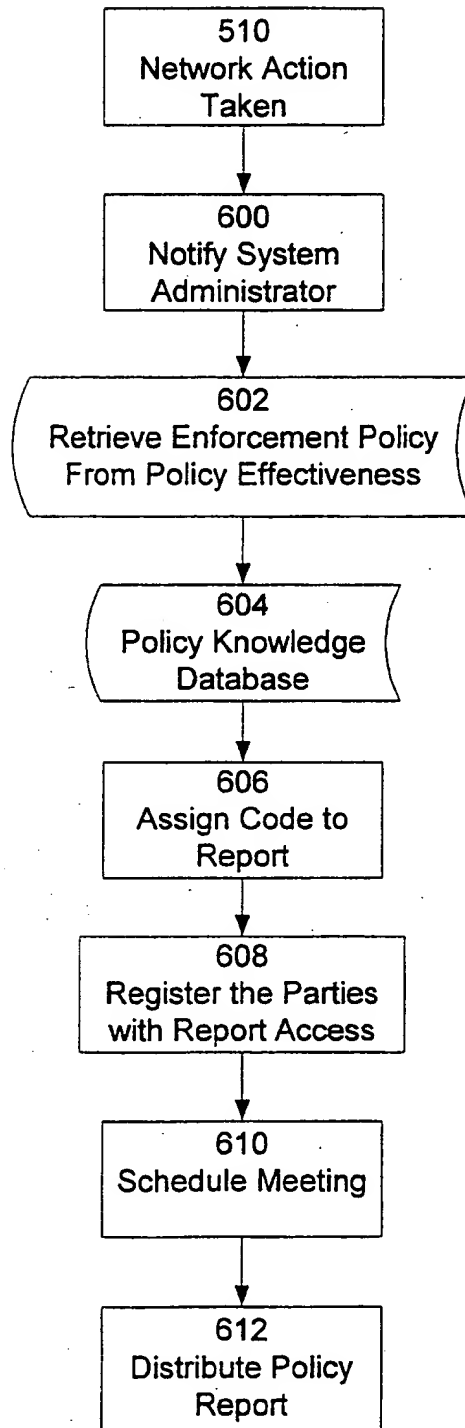 510
Network Action
Taken
600
Notify System
Administrator
602
Retrieve Enforcement Policy
From Policy Effectiveness
604
Policy Knowledge
Database
606
Assign Code to
Report
608
Register the Parties
with Report Access
610
Schedule Meeting
612
Distribute Policy
Report